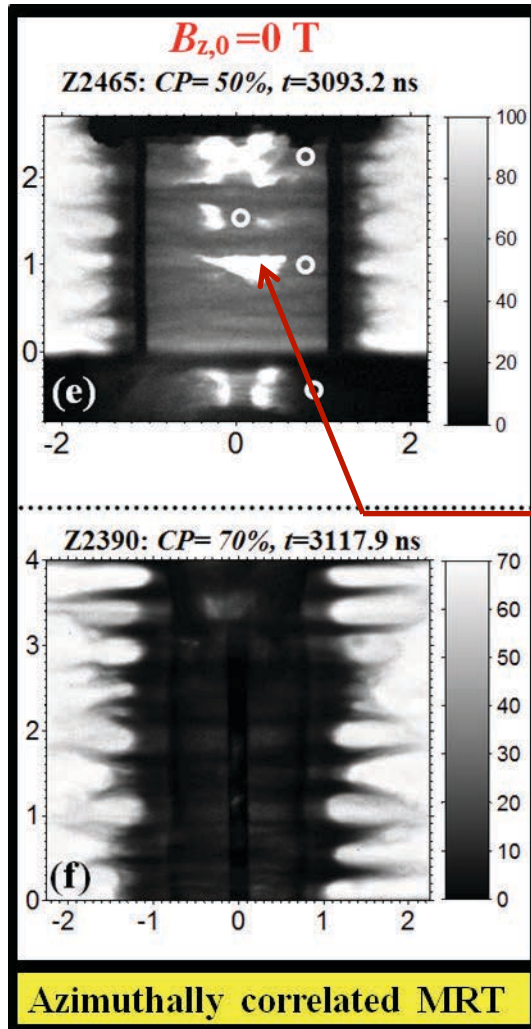 B_z,0 =0 T
Z2465: CP= 50%, t=3093.2 ns
100
80
60
40
20
0
2
1
0
(e)
-2 0 2
Z2390: CP= 70%, t=3117.9 ns
70
60
50
40
30
20
10
0
4
3
2
1
0
(f)
-2 -1 0 1 2
Azimuthally correlated MRT